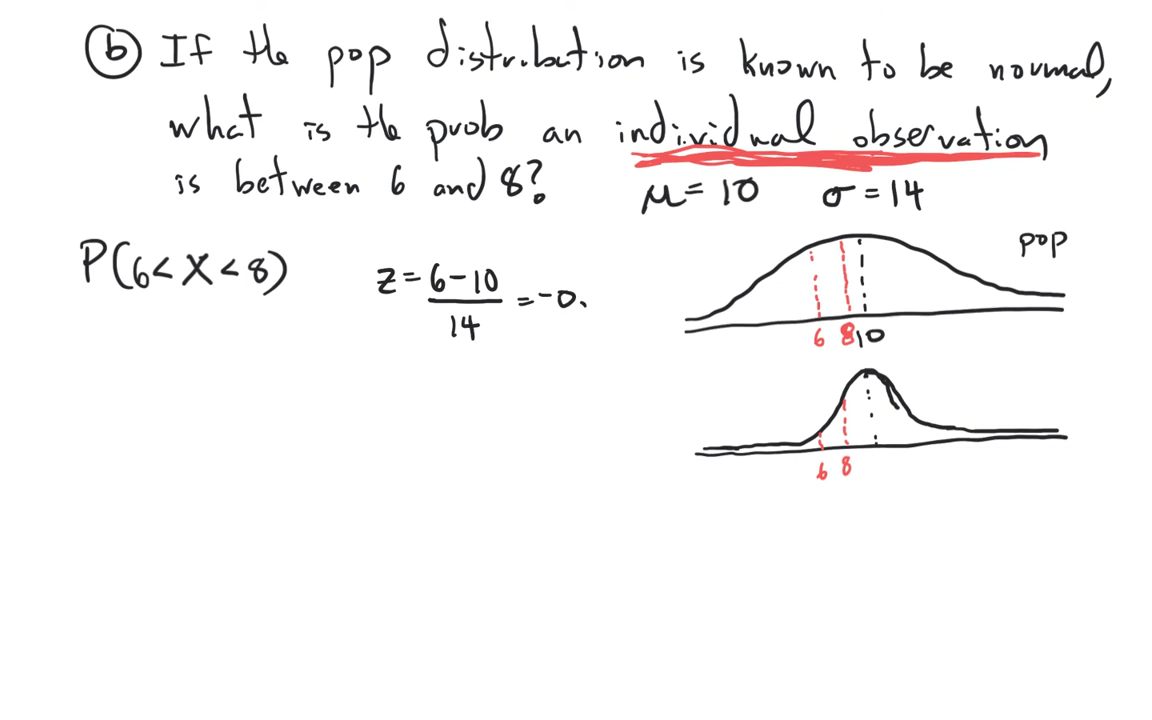 ⓑ If the pop distribution is known to be normal,
what is the prob an individual observation
is between 6 and 8?
μ = 10 σ = 14
P(6 < X < 8)
z = 6 - 10
14
= -0.
pop
6 8 10
6 8